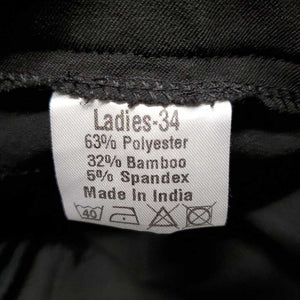 Ladies-34
63% Polyester
32% Bamboo
5% Spandex
Made in India
40